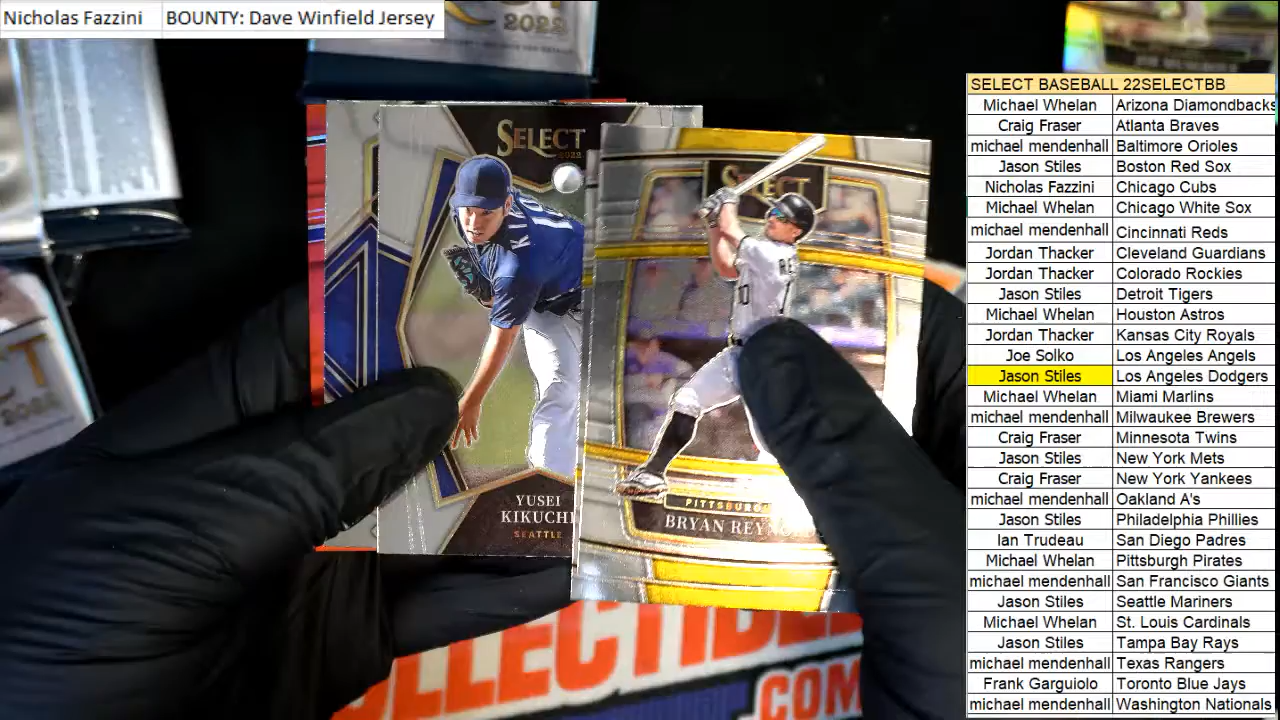 Nicholas Fazzini BOUNTY: Dave Winfield Jersey
2022
SELECT BASEBALL 22SELECTBB
Michael Whelan Arizona Diamondbacks
Craig Fraser Atlanta Braves
michael mendenhall Baltimore Orioles
Jason Stiles Boston Red Sox
Nicholas Fazzini Chicago Cubs
Michael Whelan Chicago White Sox
michael mendenhall Cincinnati Reds
Jordan Thacker Cleveland Guardians
Jordan Thacker Colorado Rockies
Jason Stiles Detroit Tigers
Michael Whelan Houston Astros
Jordan Thacker Kansas City Royals
Joe Solko Los Angeles Angels
Jason Stiles Los Angeles Dodgers
Michael Whelan Miami Marlins
michael mendenhall Milwaukee Brewers
Craig Fraser Minnesota Twins
Jason Stiles New York Mets
Craig Fraser New York Yankees
michael mendenhall Oakland A's
Jason Stiles Philadelphia Phillies
Ian Trudeau San Diego Padres
Michael Whelan Pittsburgh Pirates
michael mendenhall San Francisco Giants
Jason Stiles Seattle Mariners
Michael Whelan St. Louis Cardinals
Jason Stiles Tampa Bay Rays
michael mendenhall Texas Rangers
Frank Garguiolo Toronto Blue Jays
michael mendenhall Washington Nationals
SELECT
2022
YUSEI
KIKUCHI
SEATTLE
SELECT
PITTSBURG
BRYAN REYNOLDS
LLECTIBLE
.COM